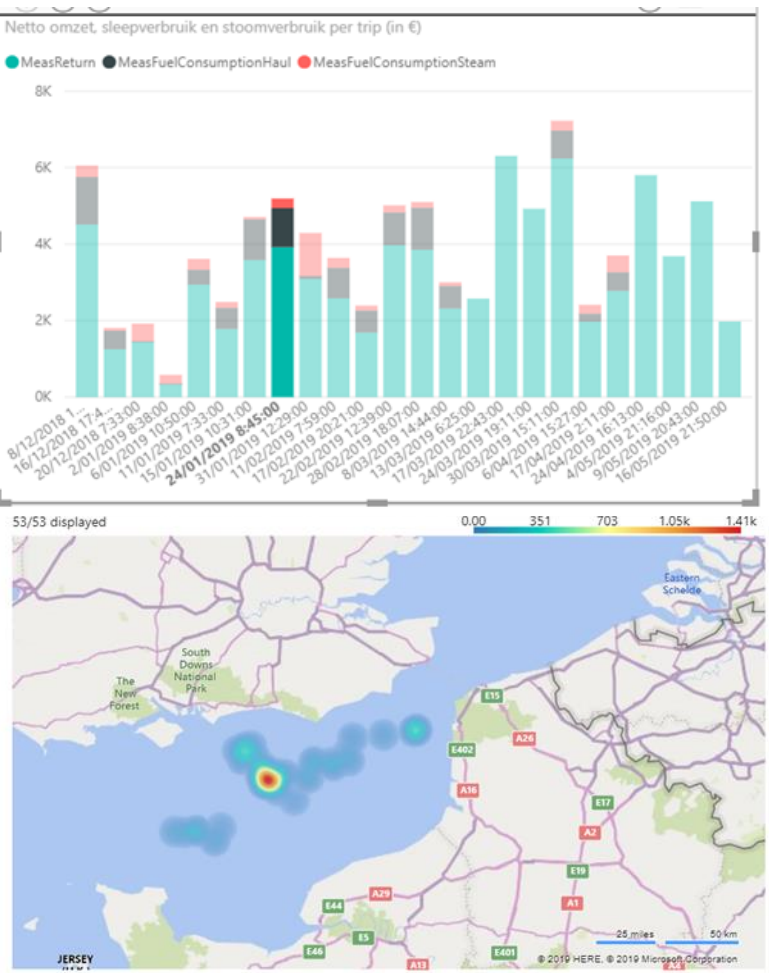 Netto omzet, sleepverbruik en stoomverbruik per trip (in €)
MeasReturn MeasFuelConsumptionHaul MeasFuelConsumptionSteam
8K
6K
4K
2K
0K
8/12/2018 1...
16/12/2018 17:4...
20/12/2018 7:33:00
2/01/2019 8:38:00
6/01/2019 10:50:00
11/01/2019 7:33:00
15/01/2019 10:31:00
24/01/2019 8:45:00
31/01/2019 12:29:00
11/02/2019 7:59:00
17/02/2019 20:21:00
22/02/2019 12:39:00
28/02/2019 18:07:00
8/03/2019 14:44:00
13/03/2019 6:25:00
17/03/2019 22:43:00
24/03/2019 19:11:00
30/03/2019 15:11:00
6/04/2019 15:27:00
17/04/2019 2:11:00
24/04/2019 16:13:00
4/05/2019 21:16:00
9/05/2019 20:43:00
16/05/2019 21:50:00
53/53 displayed
0.00 351 703 1.05k 1.41k
Eastern
Schelde
South
Downs
National
Park
The
New
Forest
E15
A26
E402
A16
E17
A2
E19
A29
E44
A1
E5
E46
E401
A13
25 miles 50 km
JERSEY
© 2019 HERE, © 2019 Microsoft Corporation